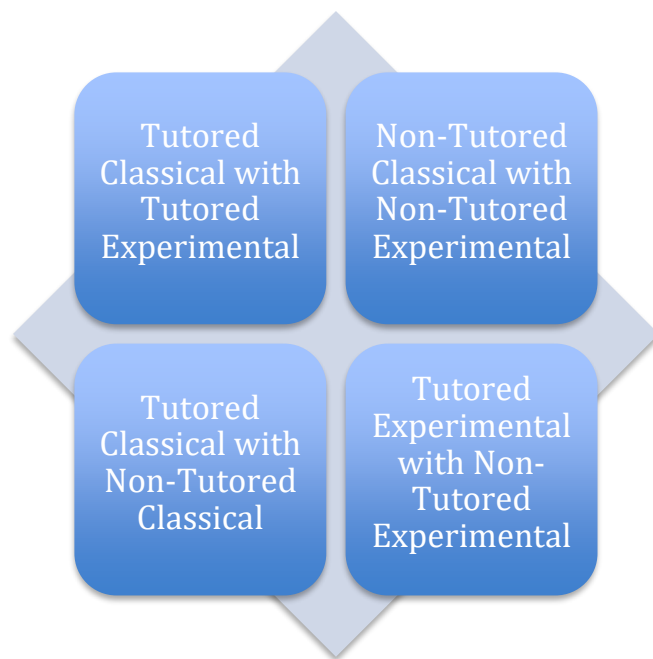 Tutored
Classical with
Tutored
Experimental
Non-Tutored
Classical with
Non-Tutored
Experimental
Tutored
Classical with
Non-Tutored
Classical
Tutored
Experimental
with Non-
Tutored
Experimental